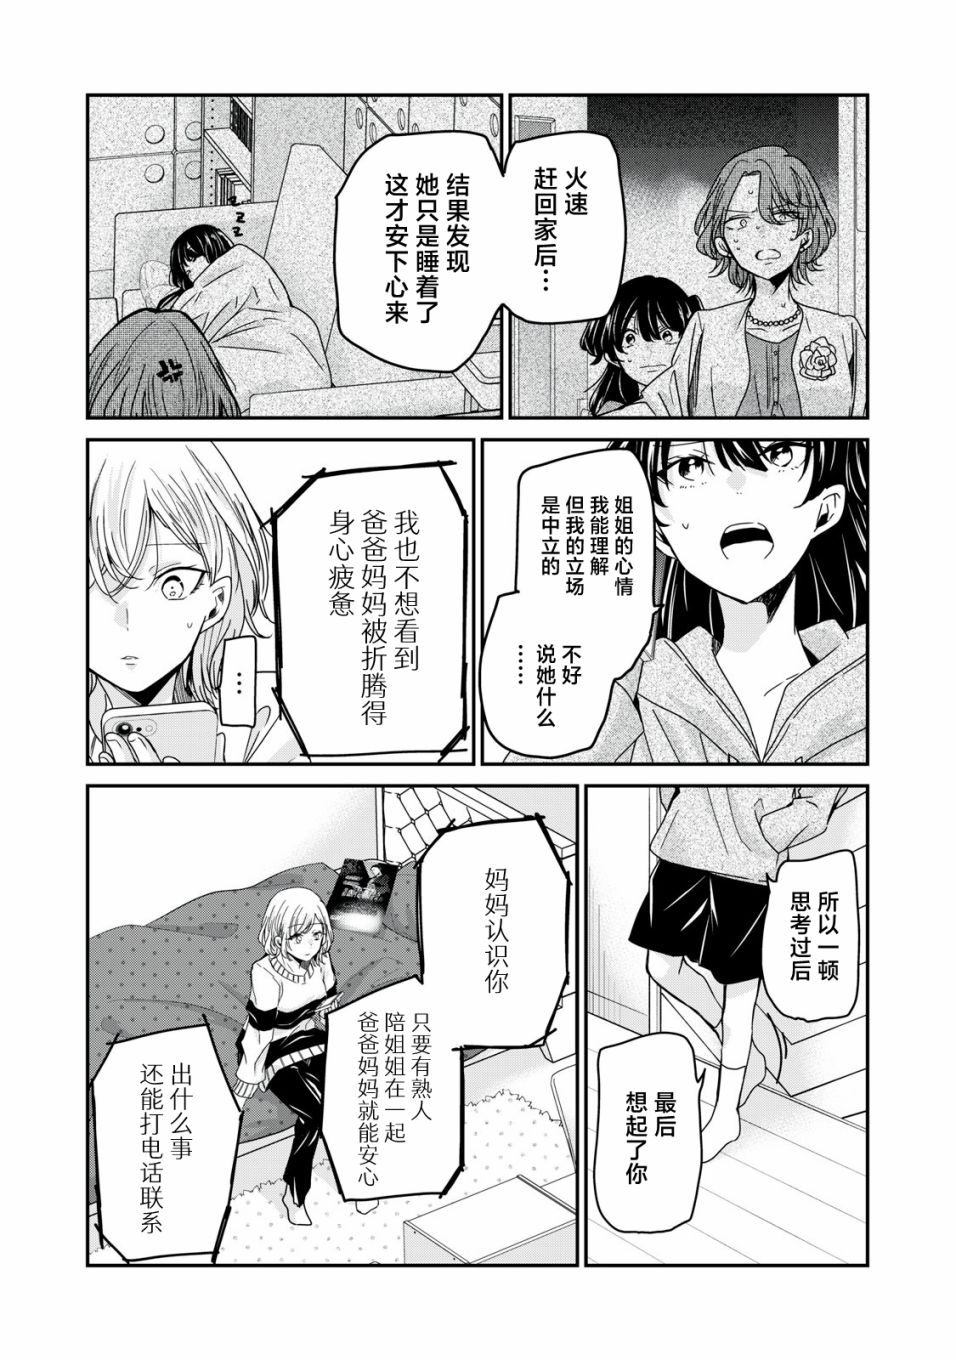 火速
赶回家后…
结果发现
她只是睡着了
这才安下心来
zzz
姐姐的心情
我能理解
但我的立场
是中立的
不好
说她什么
……
我也不想看到
爸爸妈妈被折腾得
身心疲惫
…
所以一顿
思考过后
最后
想起了你
妈妈认识你
只要有熟人
陪姐姐在一起
爸爸妈妈就能安心
出什么事
还能打电话联系